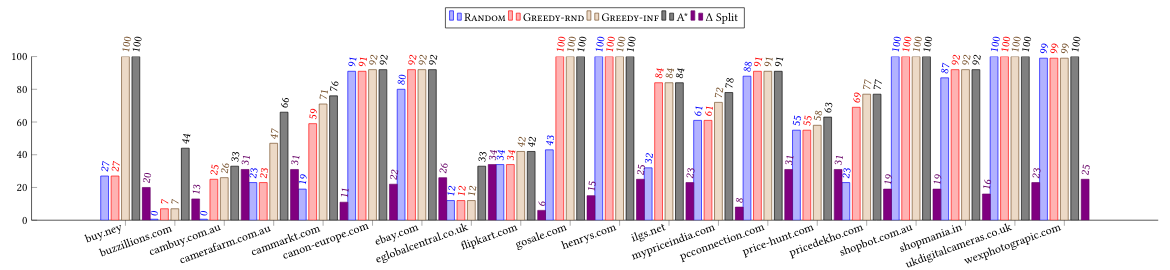 Random Greedy-rnd Greedy-inf A* Δ Split
100
80
60
40
20
0
27 27 100 100 20
0 7 7 44 13
0 25 26 33 31
23 23 47 66 31
19 59 71 76 11
91 91 92 92 22
80 92 92 92 26
12 12 12 33 34
34 34 42 42 6
43 100 100 100 15
100 100 100 100 25
32 84 84 84 23
61 61 72 78 8
88 91 91 91 31
55 55 58 63 31
23 69 77 77 19
100 100 100 100 19
87 92 92 92 16
100 100 100 100 23
99 99 99 100 25
buy.ney
buzzillions.com
cambuy.com.au
camerafarm.com.au
cammarkt.com
canon-europe.com
ebay.com
eglobalcentral.co.uk
flipkart.com
gosale.com
henrys.com
ilgs.net
mypriceindia.com
pcconnection.com
price-hunt.com
pricedekho.com
shopbot.com.au
shopmania.in
ukdigitalcameras.co.uk
wexphotograpic.com